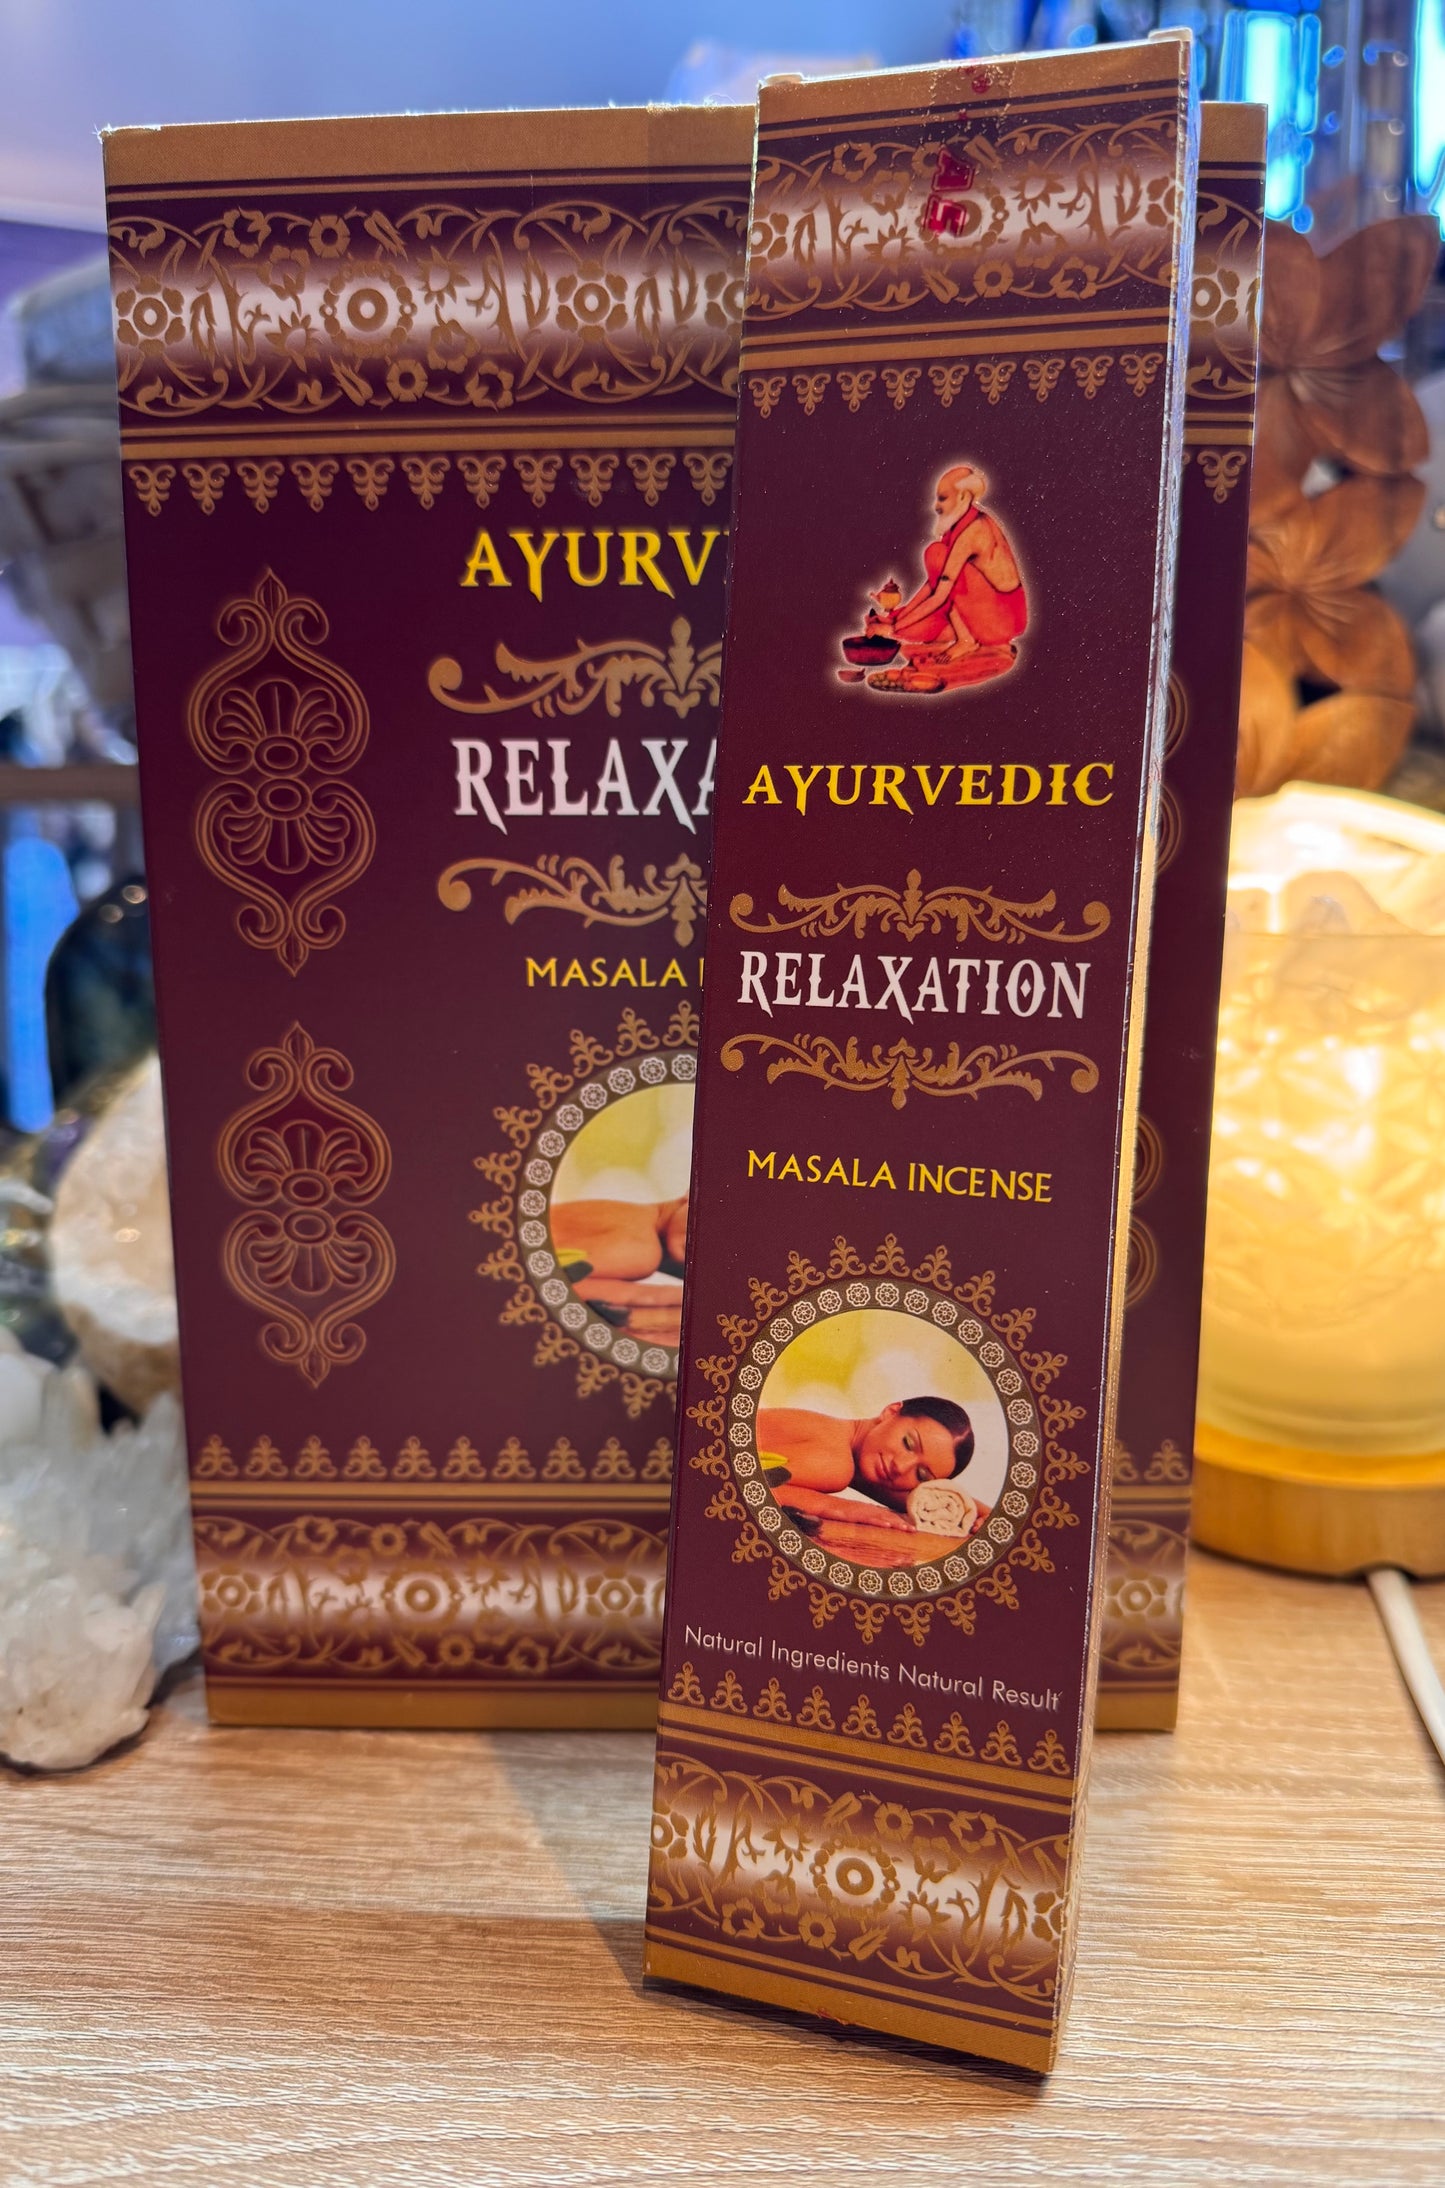 AYURV
RELAXA
MASALA
AYURVEDIC
RELAXATION
MASALA INCENSE
Natural Ingredients Natural Result